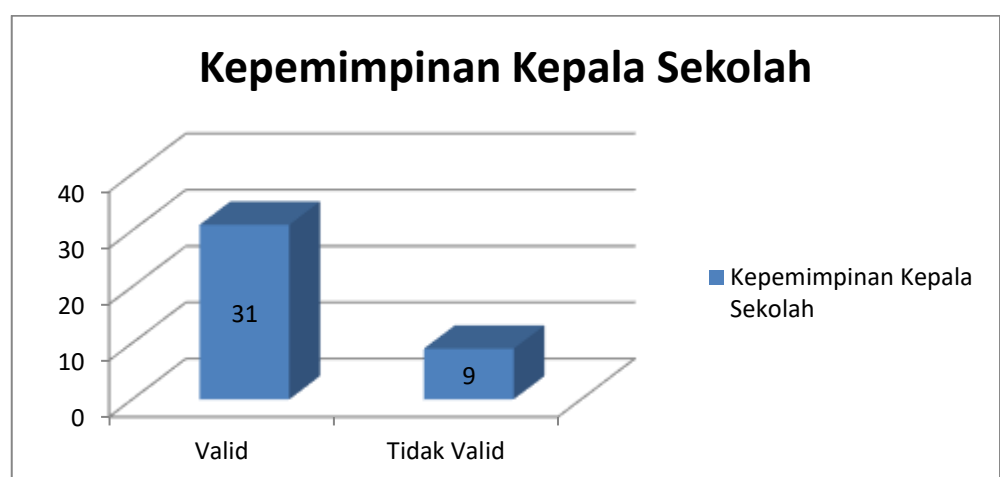 Kepemimpinan Kepala Sekolah
40
30
20
10
0
31
9
Valid
Tidak Valid
Kepemimpinan Kepala
Sekolah